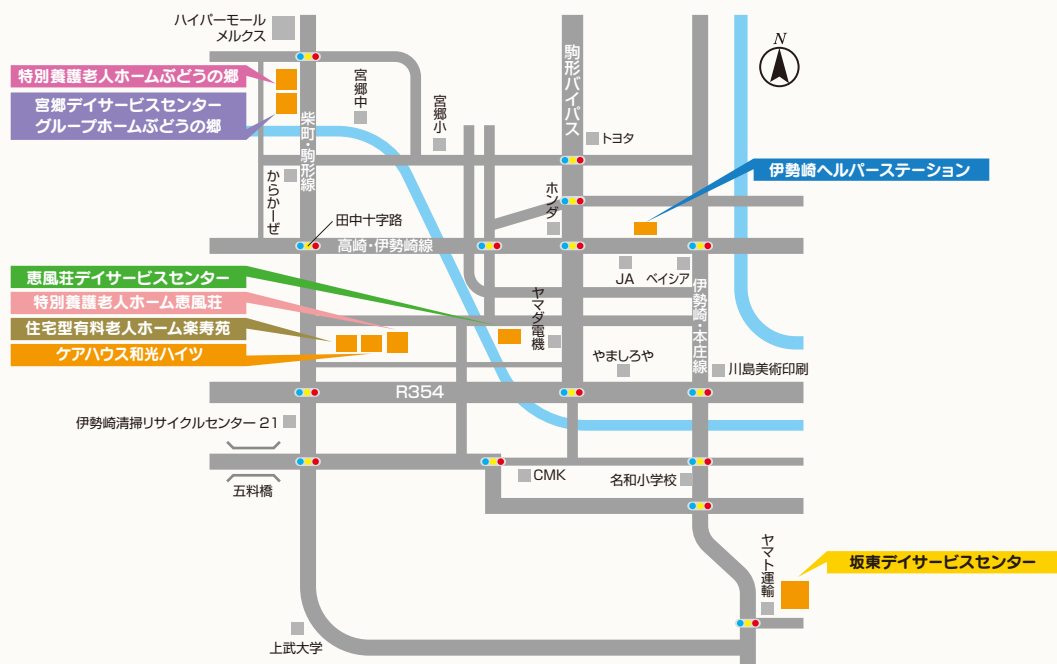 ハイパーモール
メルクス
N
特別養護老人ホームぶどうの郷
宮郷デイサービスセンター
グループホームぶどうの郷
宮郷中
宮郷小
柴町・駒形線
駒形バイパス
トヨタ
伊勢崎ヘルパーステーション
からかーぜ
ホンダ
田中十字路
高崎・伊勢崎線
JA
ベイシア
恵風荘デイサービスセンター
特別養護老人ホーム恵風荘
住宅型有料老人ホーム楽寿苑
ケアハウス和光ハイツ
ヤマダ電機
伊勢崎・本庄線
やましろや
川島美術印刷
R354
伊勢崎清掃リサイクルセンター21
五料橋
CMK
名和小学校
ヤマト運輸
坂東デイサービスセンター
上武大学